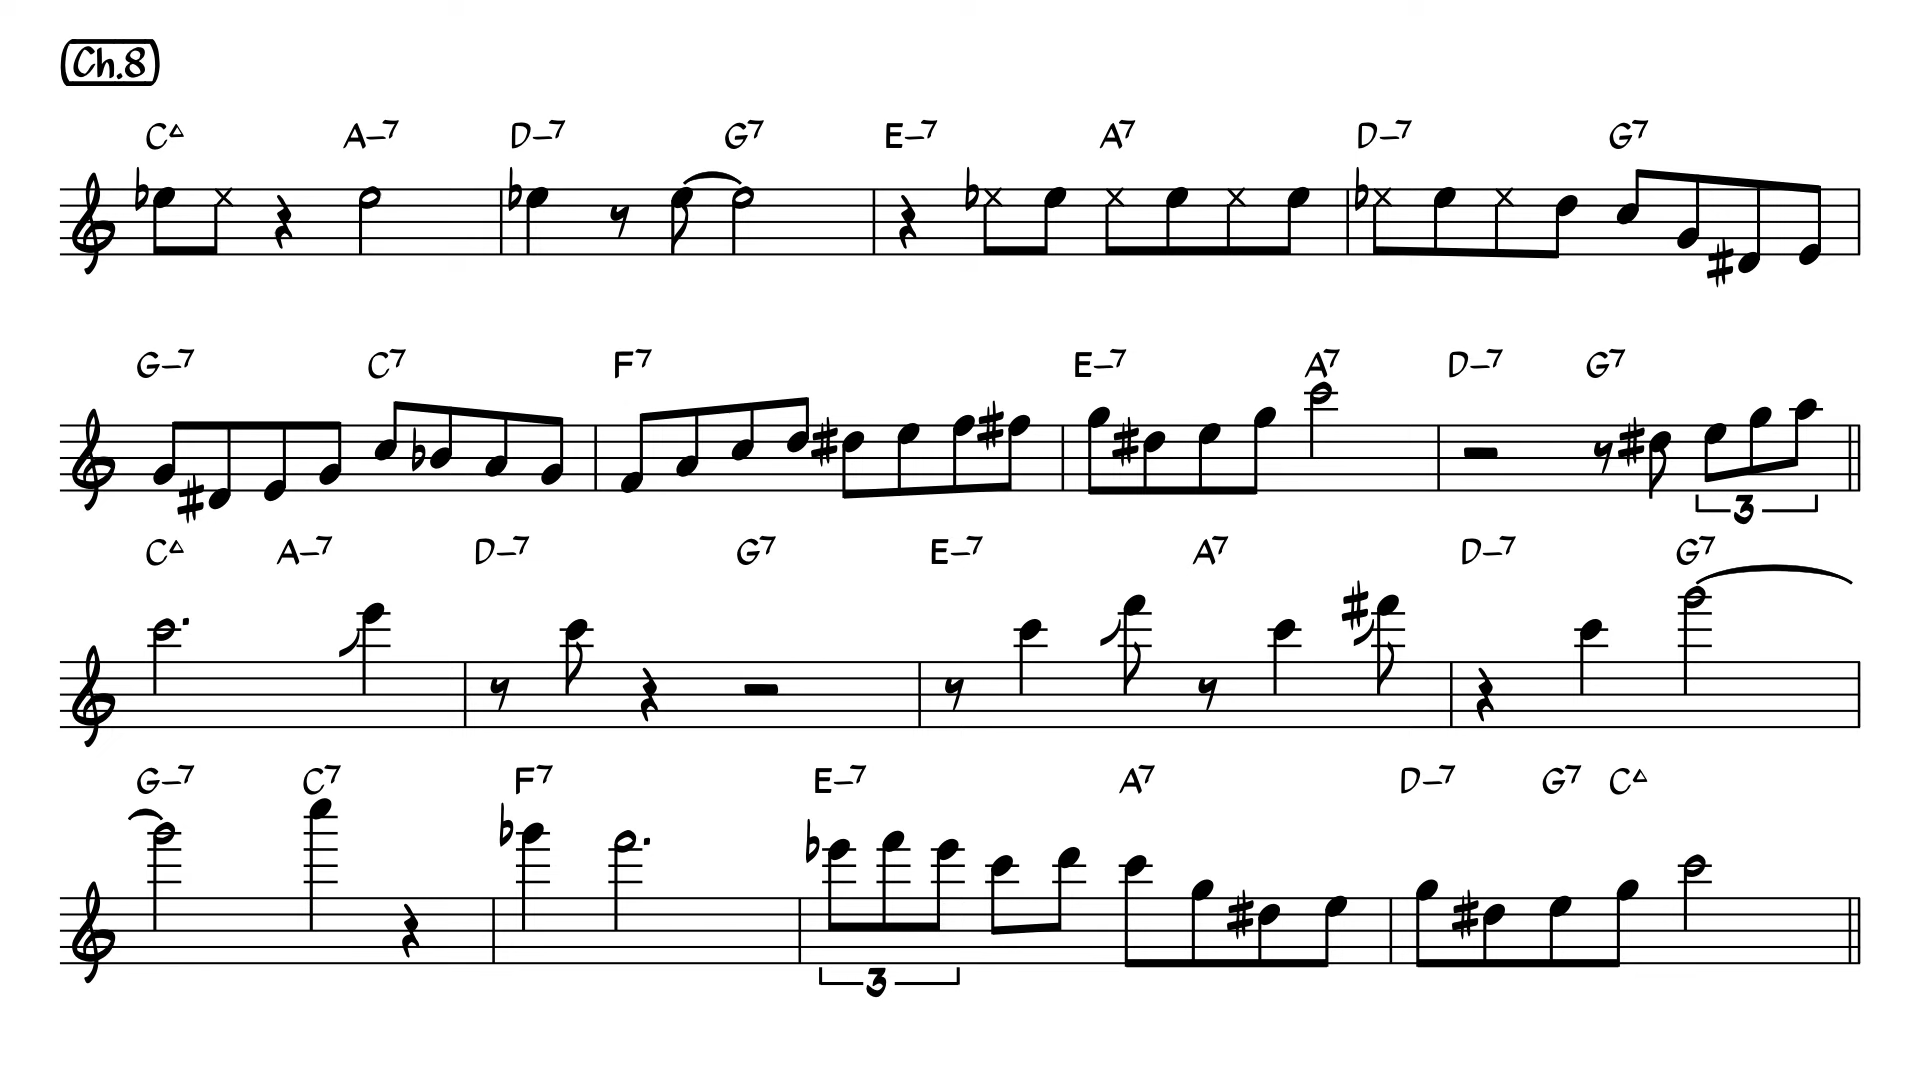 Ch.8
C△ A–7 D–7 G7 E–7 A7 D–7 G7
G–7 C7 F7 E–7 A7 D–7 G7
3
C△ A–7 D–7 G7 E–7 A7 D–7 G7
G–7 C7 F7 E–7 A7 D–7 G7 C△
3